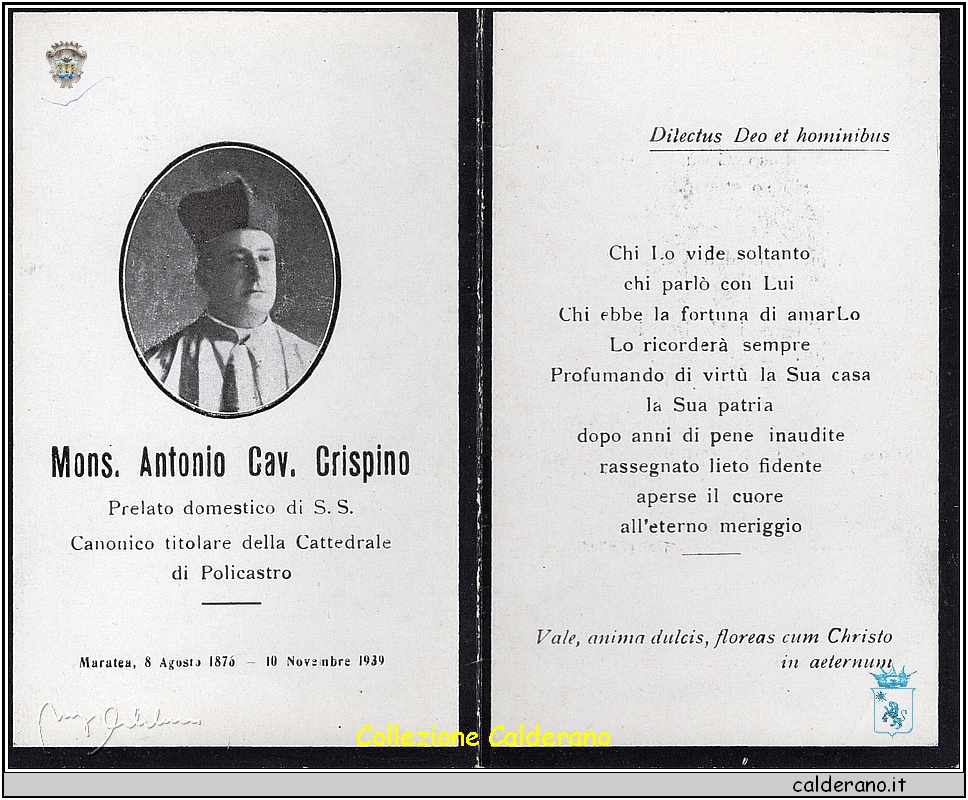 Mons. Antonio Cav. Crispino
Prelato domestico di S. S.
Canonico titolare della Cattedrale
di Policastro
Maratea, 8 Agosto 1876 — 10 Novembre 1939
Dilectus Deo et hominibus
Chi Lo vide soltanto
chi parlò con Lui
Chi ebbe la fortuna di amarLo
Lo ricorderà sempre
Profumando di virtù la Sua casa
la Sua patria
dopo anni di pene inaudite
rassegnato lieto fidente
aperse il cuore
all'eterno meriggio
Vale, anima dulcis, floreas cum Christo
in aeternum
Collezione Calderano
calderano.it